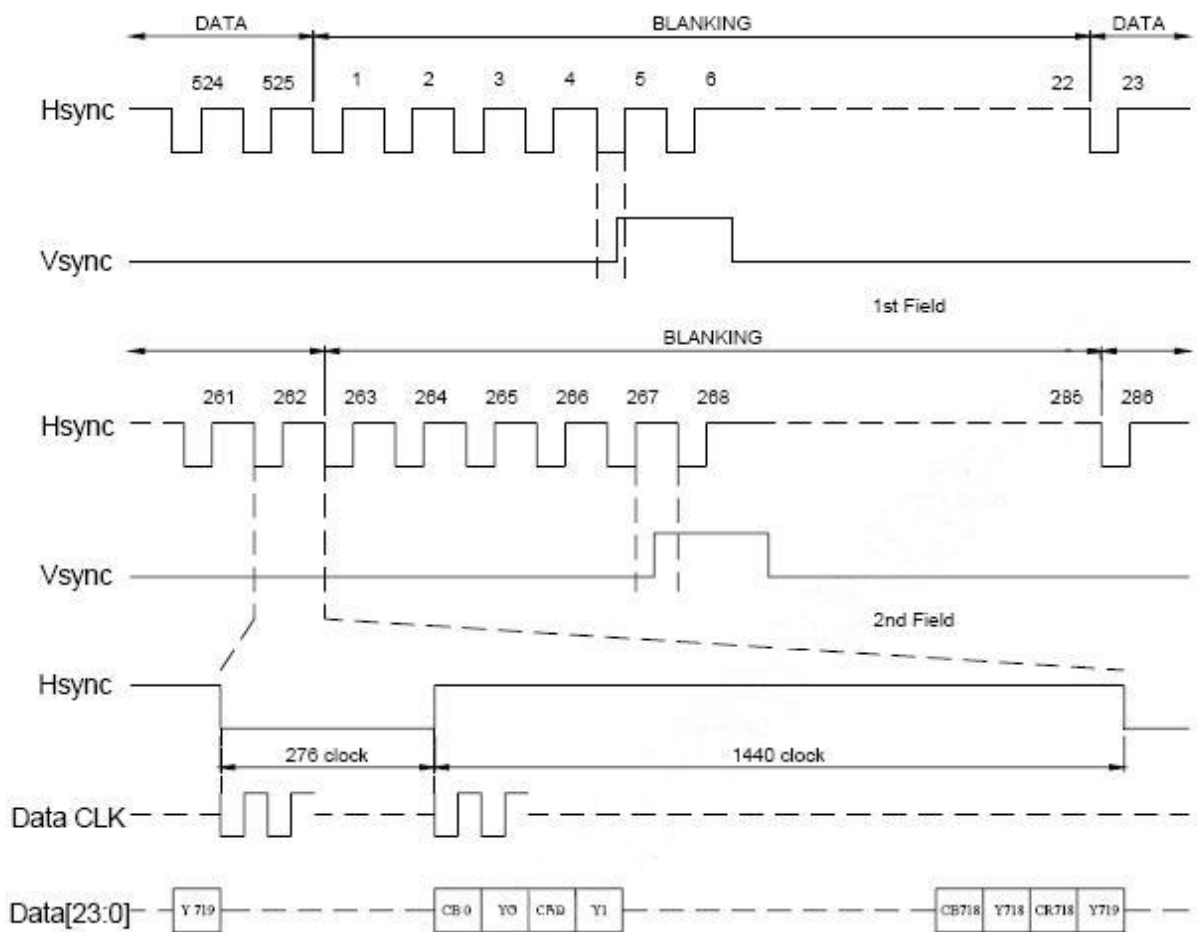 DATA BLANKING DATA
524 525 1 2 3 4 5 6 22 23
Hsync
Vsync
1st Field
BLANKING
261 262 263 264 265 266 267 268 285 286
Hsync
Vsync
2nd Field
Hsync
276 clock 1440 clock
Data CLK
Data[23:0] Y 719 CB 0 Y0 Y1 CB718 Y718 CR718 Y719